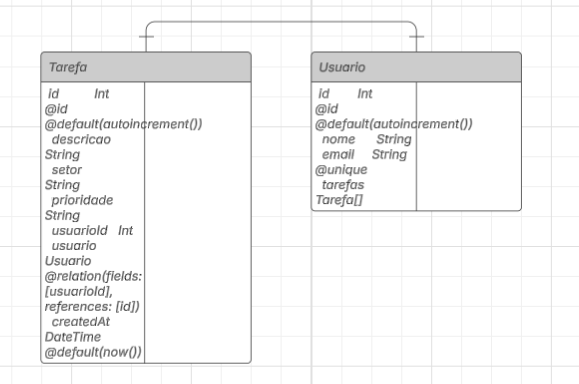 Tarefa
id Int
@id
@default(autoincrement())
descricao
String
setor
String
prioridade
String
usuarioId Int
usuario
Usuario
@relation(fields:
[usuarioId],
references: [id])
createdAt
DateTime
@default(now())
Usuario
id Int
@id
@default(autoincrement())
nome String
email String
@unique
tarefas
Tarefa[]